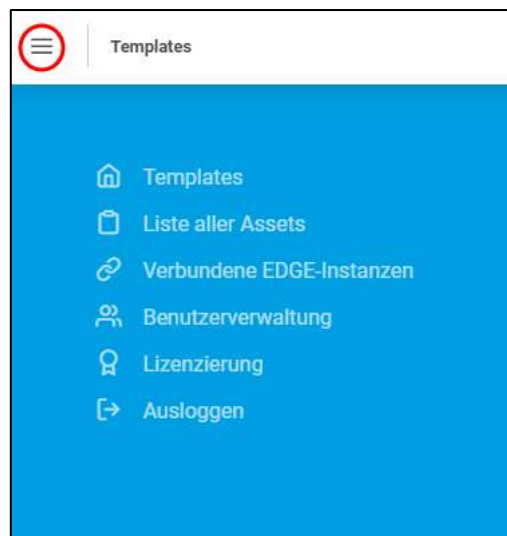 Templates
Templates
Liste aller Assets
Verbundene EDGE-Instanzen
Benutzerverwaltung
Lizenzierung
Ausloggen